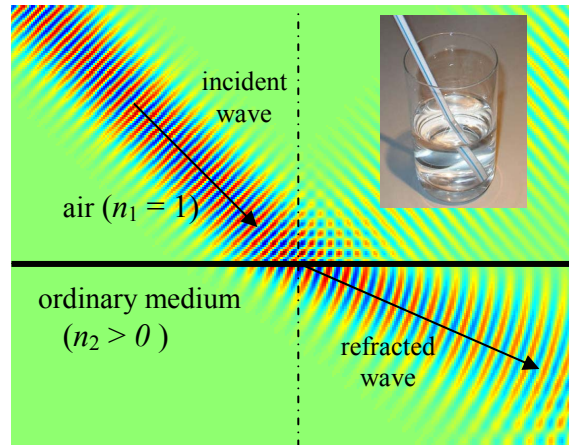 incident
wave
air (n₁ = 1)
ordinary medium
(n₂ > 0 )
refracted
wave